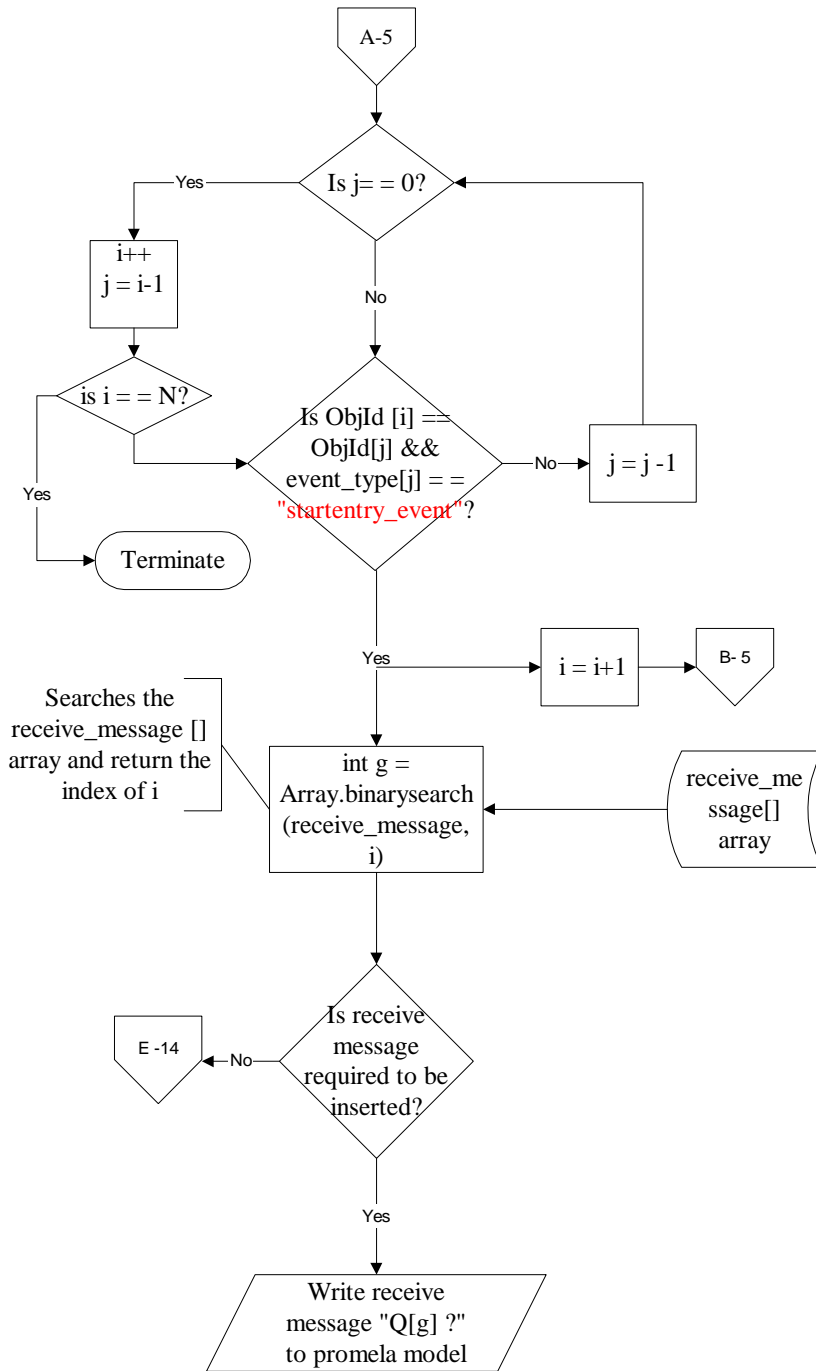 A-5
Is j= = 0?
Yes
i++
j = i-1
No
is i = = N?
Is ObjId [i] ==
ObjId[j] &&
event_type[j] = =
"startentry_event"?
No
j = j -1
Yes
Terminate
Yes
i = i+1
B- 5
Searches the
receive_message []
array and return the
index of i
int g =
Array.binarysearch
(receive_message,
i)
receive_me
ssage[]
array
Is receive
message
required to be
inserted?
No
E -14
Yes
Write receive
message "Q[g] ?"
to promela model